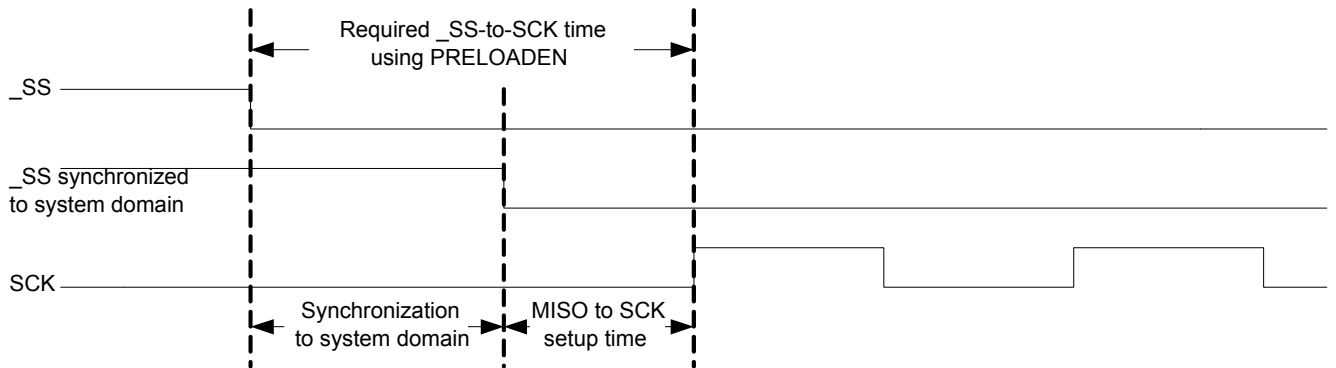 Required _SS-to-SCK time
using PRELOADEN
_SS
_SS synchronized
to system domain
SCK
Synchronization
to system domain
MISO to SCK
setup time